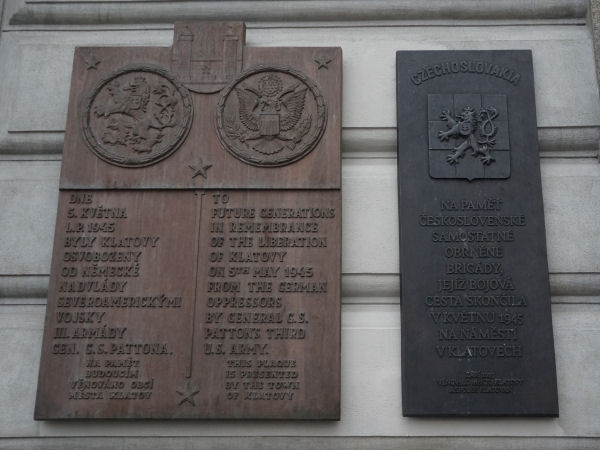 DNE
5. KVĚTNA
L.P. 1945
BYLY KLATOVY
OSVOBOZENY
OD NĚMECKÉ
NADVLÁDY
SEVEROAMERICKÝMI
VOJSKY
III. ARMÁDY
GEN. G.S. PATTONA.
NA PAMĚŤ
BUDOUCÍM
VĚNOVÁNO OBCÍ
MĚSTA KLATOV
TO
FUTURE GENERATIONS
IN REMEMBRANCE
OF THE LIBERATION
OF KLATOVY
ON 5TH MAY 1945
FROM THE GERMAN
OPPRESSORS
BY GENERAL G.S.
PATTON'S THIRD
U.S. ARMY.
THIS PLAQUE
IS PRESENTED
BY THE TOWN
OF KLATOVY
CZECHOSLOVAKIA
NA PAMĚŤ
ČESKOSLOVENSKÉ
SAMOSTATNÉ
OBRNĚNÉ
BRIGÁDY,
JEJÍŽ BOJOVÁ
CESTA SKONČILA
V KVĚTNU 1945
NA NÁMĚSTÍ
V KLATOVECH